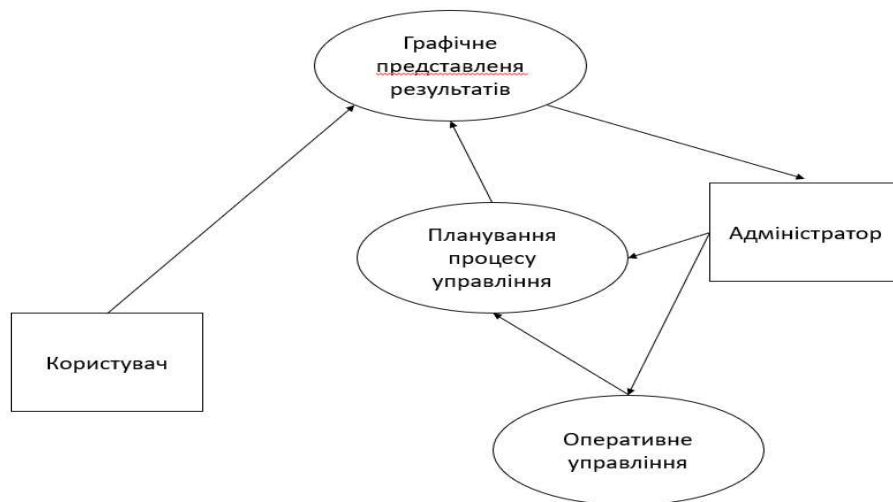 Графічне
представленя
результатів
Адміністратор
Планування
процесу
управління
Користувач
Оперативне
управління